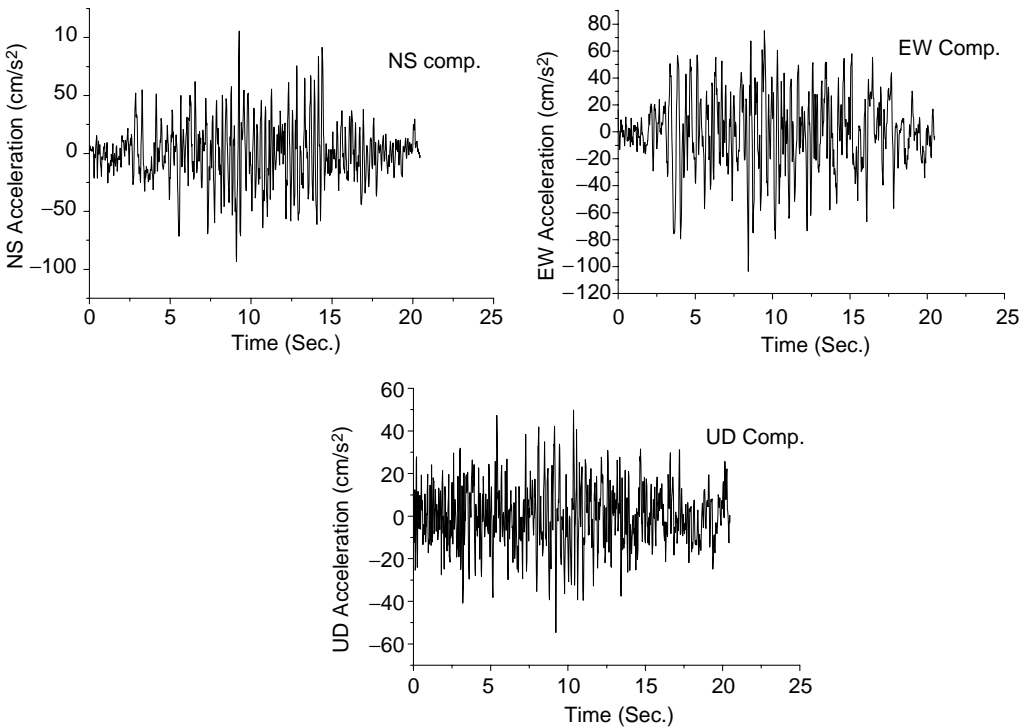 NS Acceleration (cm/s²)
10
50
0
−50
−100
NS comp.
0 5 10 15 20 25
Time (Sec.)
EW Acceleration (cm/s²)
80
60
40
20
0
−20
−40
−60
−80
−100
−120
EW Comp.
0 5 10 15 20 25
Time (Sec.)
UD Acceleration (cm/s²)
60
40
20
0
−20
−40
−60
UD Comp.
0 5 10 15 20 25
Time (Sec.)